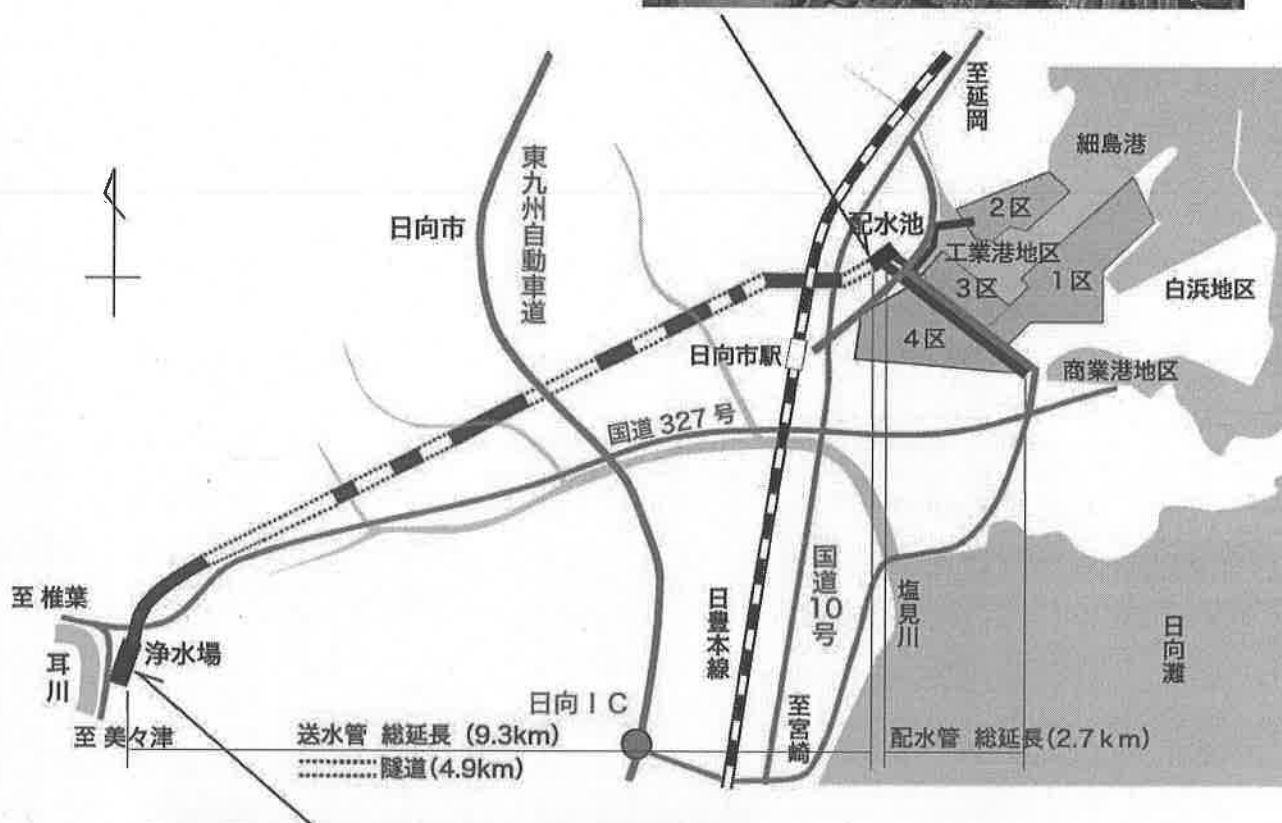 至延岡
細島港
東九州自動車道
2区
日向市
配水池
工業港地区
3区
1区
白浜地区
日向市駅
4区
商業港地区
国道327号
至 椎葉
国道10号
塩見川
耳川
浄水場
日豊本線
日向灘
日向IC
至宮崎
至 美々津
送水管 総延長 (9.3km)
配水管 総延長(2.7km)
隧道(4.9km)